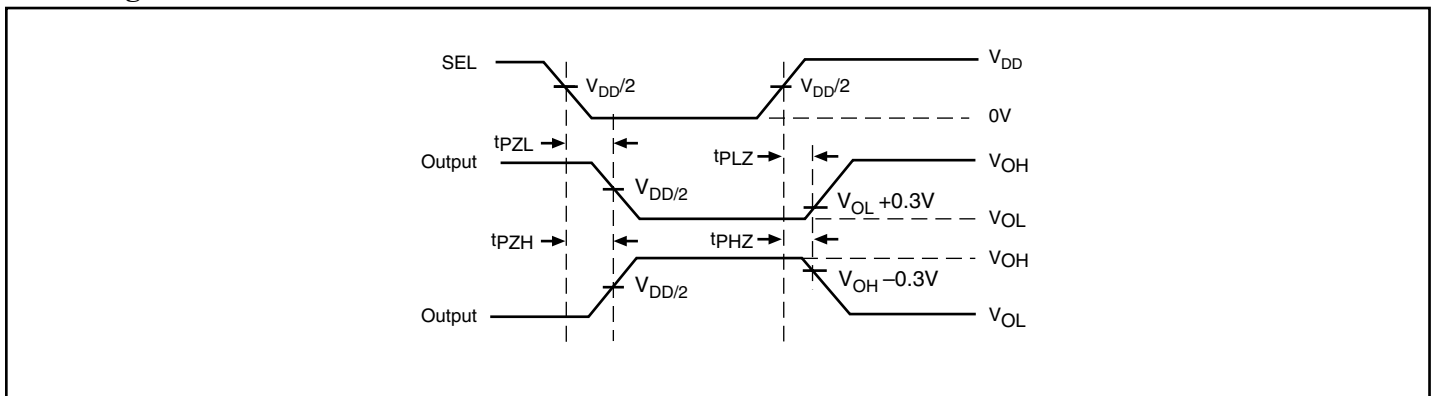 SEL
V_DD/2
V_DD/2
V_DD
0V
tPZL
tPLZ
Output
V_DD/2
V_OL +0.3V
V_OH
V_OL
tPZH
tPHZ
V_OH
V_DD/2
V_OH –0.3V
Output
V_OL